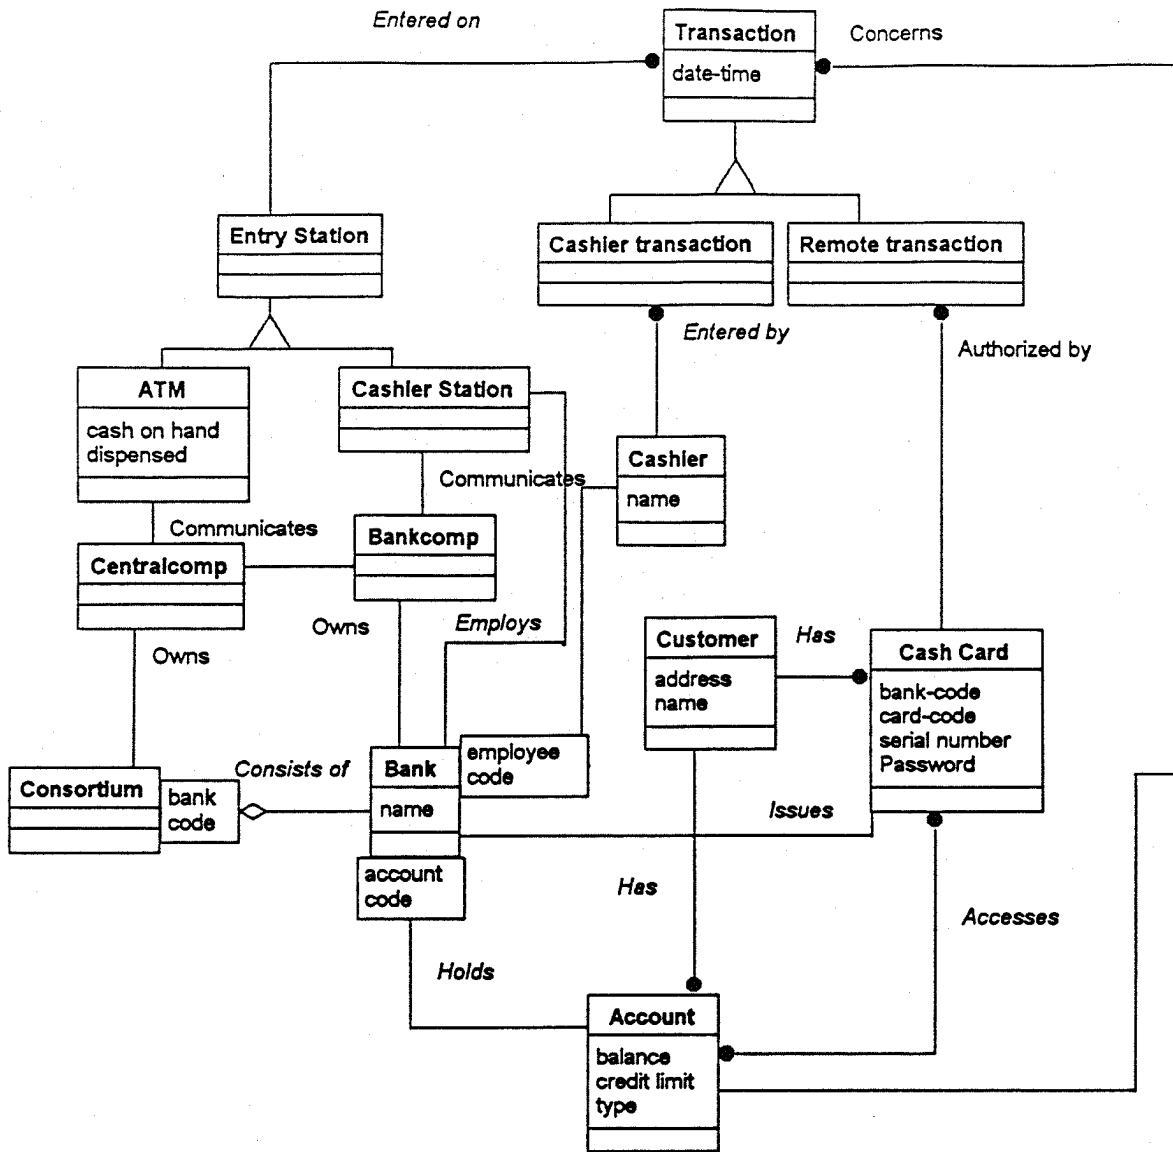 Entered on
Transaction
date-time
Concerns
Entry Station
Cashier transaction
Remote transaction
Entered by
Authorized by
ATM
cash on hand
dispensed
Cashier Station
Communicates
Cashier
name
Communicates
Centralcomp
Bankcomp
Owns
Owns
Employs
Customer
address
name
Has
Cash Card
bank-code
card-code
serial number
Password
Consortium
bank
code
Consists of
Bank
name
employee
code
account
code
Issues
Has
Accesses
Holds
Account
balance
credit limit
type